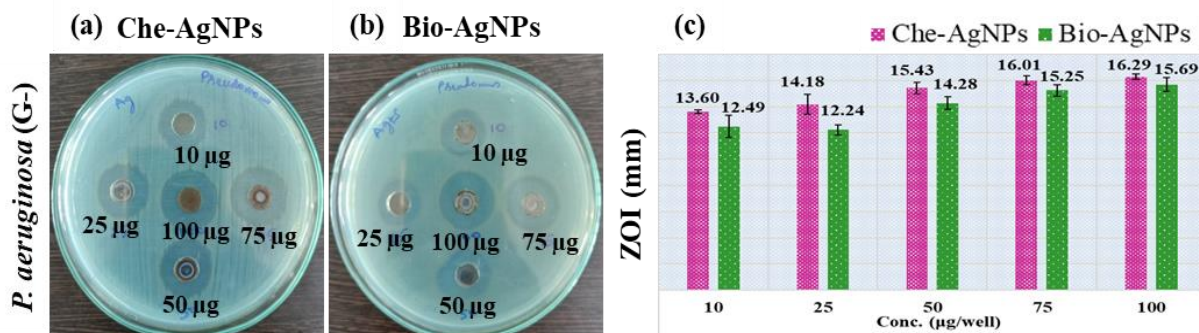 (a) Che-AgNPs
(b) Bio-AgNPs
P. aeruginosa (G-)
Ag
Pseudomonas
10
10 µg
25 µg
100 µg
75 µg
50 µg
10
10 µg
25 µg
100 µg
75 µg
50 µg
(c)
Che-AgNPs Bio-AgNPs
ZOI (mm)
13.60
12.49
14.18
12.24
15.43
14.28
16.01
15.25
16.29
15.69
10 25 50 75 100
Conc. (µg/well)